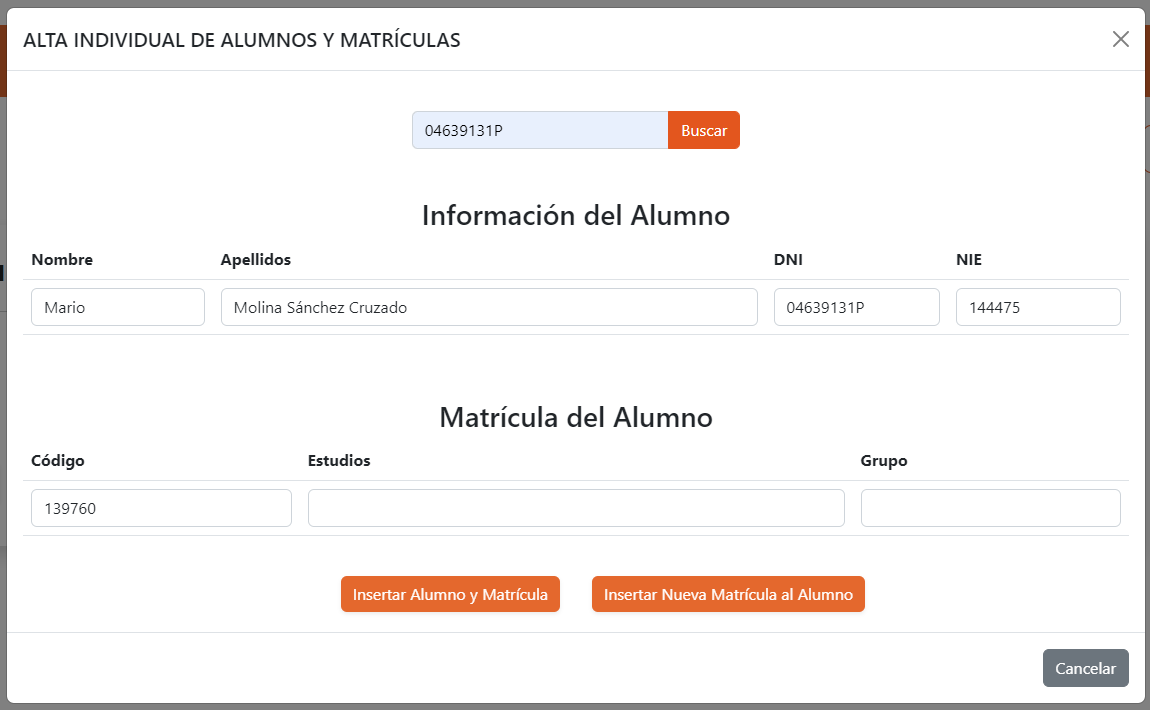 ALTA INDIVIDUAL DE ALUMNOS Y MATRÍCULAS
04639131P Buscar
Información del Alumno
Nombre Apellidos DNI NIE
Mario Molina Sánchez Cruzado 04639131P 144475
Matrícula del Alumno
Código Estudios Grupo
139760
Insertar Alumno y Matrícula Insertar Nueva Matrícula al Alumno
Cancelar